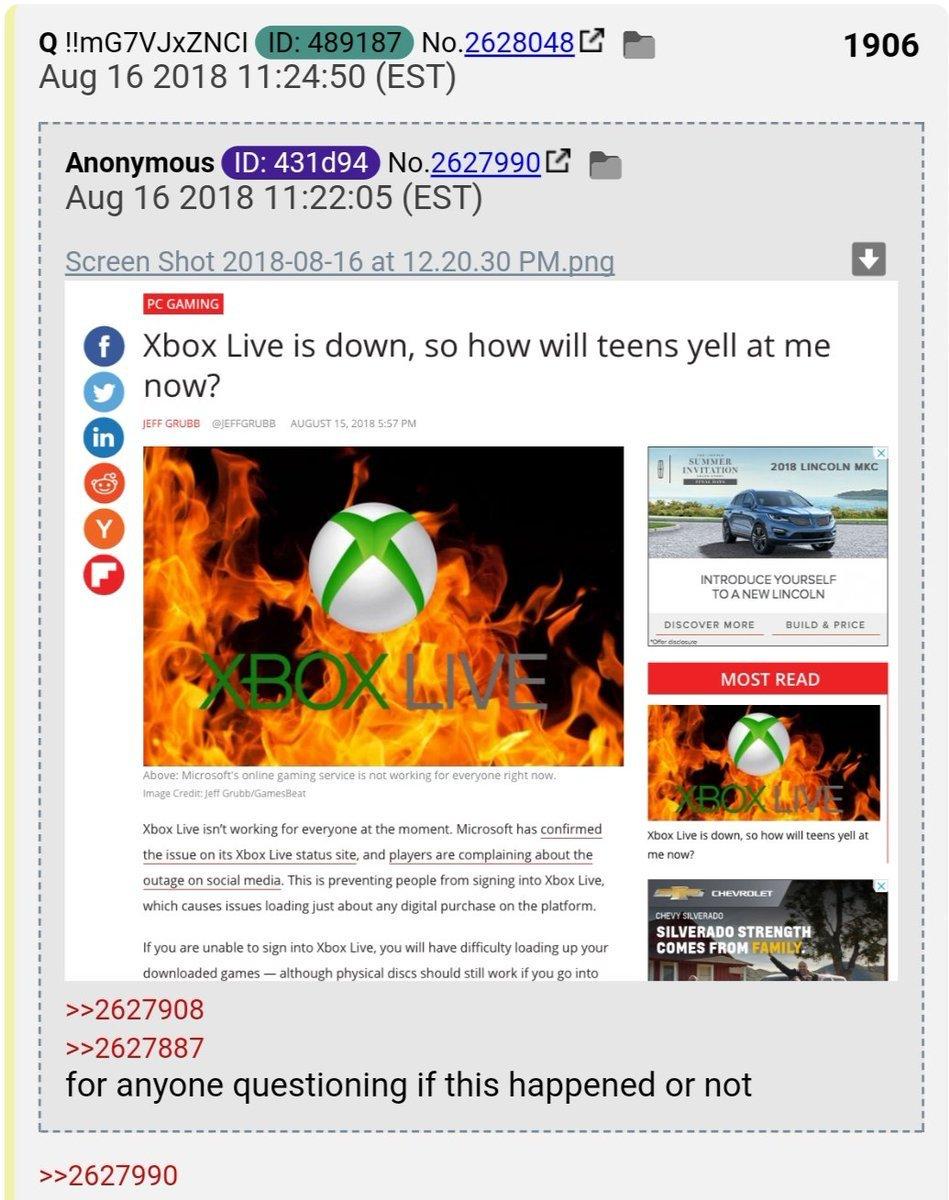 Q !!mG7VJxZNCI ID: 489187 No.2628048 1906
Aug 16 2018 11:24:50 (EST)
Anonymous ID: 431d94 No.2627990
Aug 16 2018 11:22:05 (EST)
Screen Shot 2018-08-16 at 12.20.30 PM.png
PC GAMING
Xbox Live is down, so how will teens yell at me
now?
JEFF GRUBB @JEFFGRUBB AUGUST 15, 2018 5:57 PM
f
in
Y
XBOX LIVE
Above: Microsoft's online gaming service is not working for everyone right now.
Image Credit: Jeff Grubb/GamesBeat
Xbox Live isn't working for everyone at the moment. Microsoft has confirmed
the issue on its Xbox Live status site, and players are complaining about the
outage on social media. This is preventing people from signing into Xbox Live,
which causes issues loading just about any digital purchase on the platform.
If you are unable to sign into Xbox Live, you will have difficulty loading up your
downloaded games — although physical discs should still work if you go into
SUMMER
INVITATION
2018 LINCOLN MKC
INTRODUCE YOURSELF
TO A NEW LINCOLN
DISCOVER MORE BUILD & PRICE
*Offer disclosure
MOST READ
XBOX LIVE
Xbox Live is down, so how will teens yell at
me now?
CHEVROLET
CHEVY SILVERADO
SILVERADO STRENGTH
COMES FROM FAMILY.
>>2627908
>>2627887
for anyone questioning if this happened or not
>>2627990